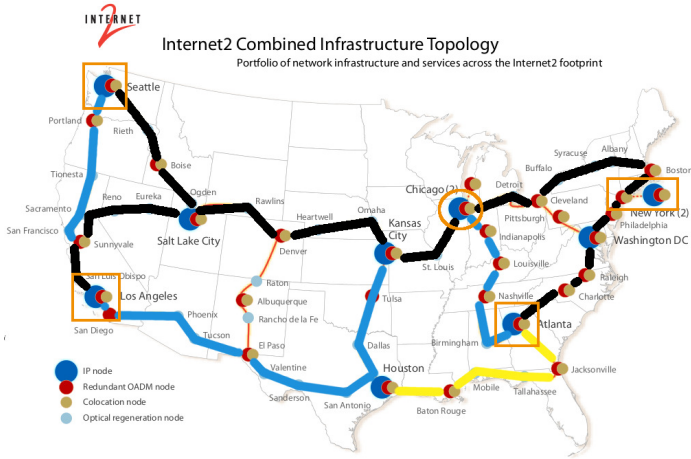 INTERNET
2
Internet2 Combined Infrastructure Topology
Portfolio of network infrastructure and services across the Internet2 footprint
Seattle
Portland
Rieth
Boise
Tionesta
Ogden
Reno
Eureka
Rawlins
Sacramento
San Francisco
Sunnyvale
Salt Lake City
Heartwell
Omaha
Denver
Kansas
City
St. Louis
Chicago (2)
Detroit
Buffalo
Syracuse
Albany
Boston
Cleveland
Pittsburgh
New York (2)
Philadelphia
Washington DC
Indianapolis
Louisville
Raleigh
Charlotte
Nashville
Atlanta
Birmingham
San Luis Obispo
Los Angeles
San Diego
Phoenix
Tucson
Raton
Albuquerque
Rancho de la Fe
El Paso
Tulsa
Dallas
Valentine
Sanderson
San Antonio
Houston
Baton Rouge
Mobile
Tallahassee
Jacksonville
IP node
Redundant OADM node
Colocation node
Optical regeneration node